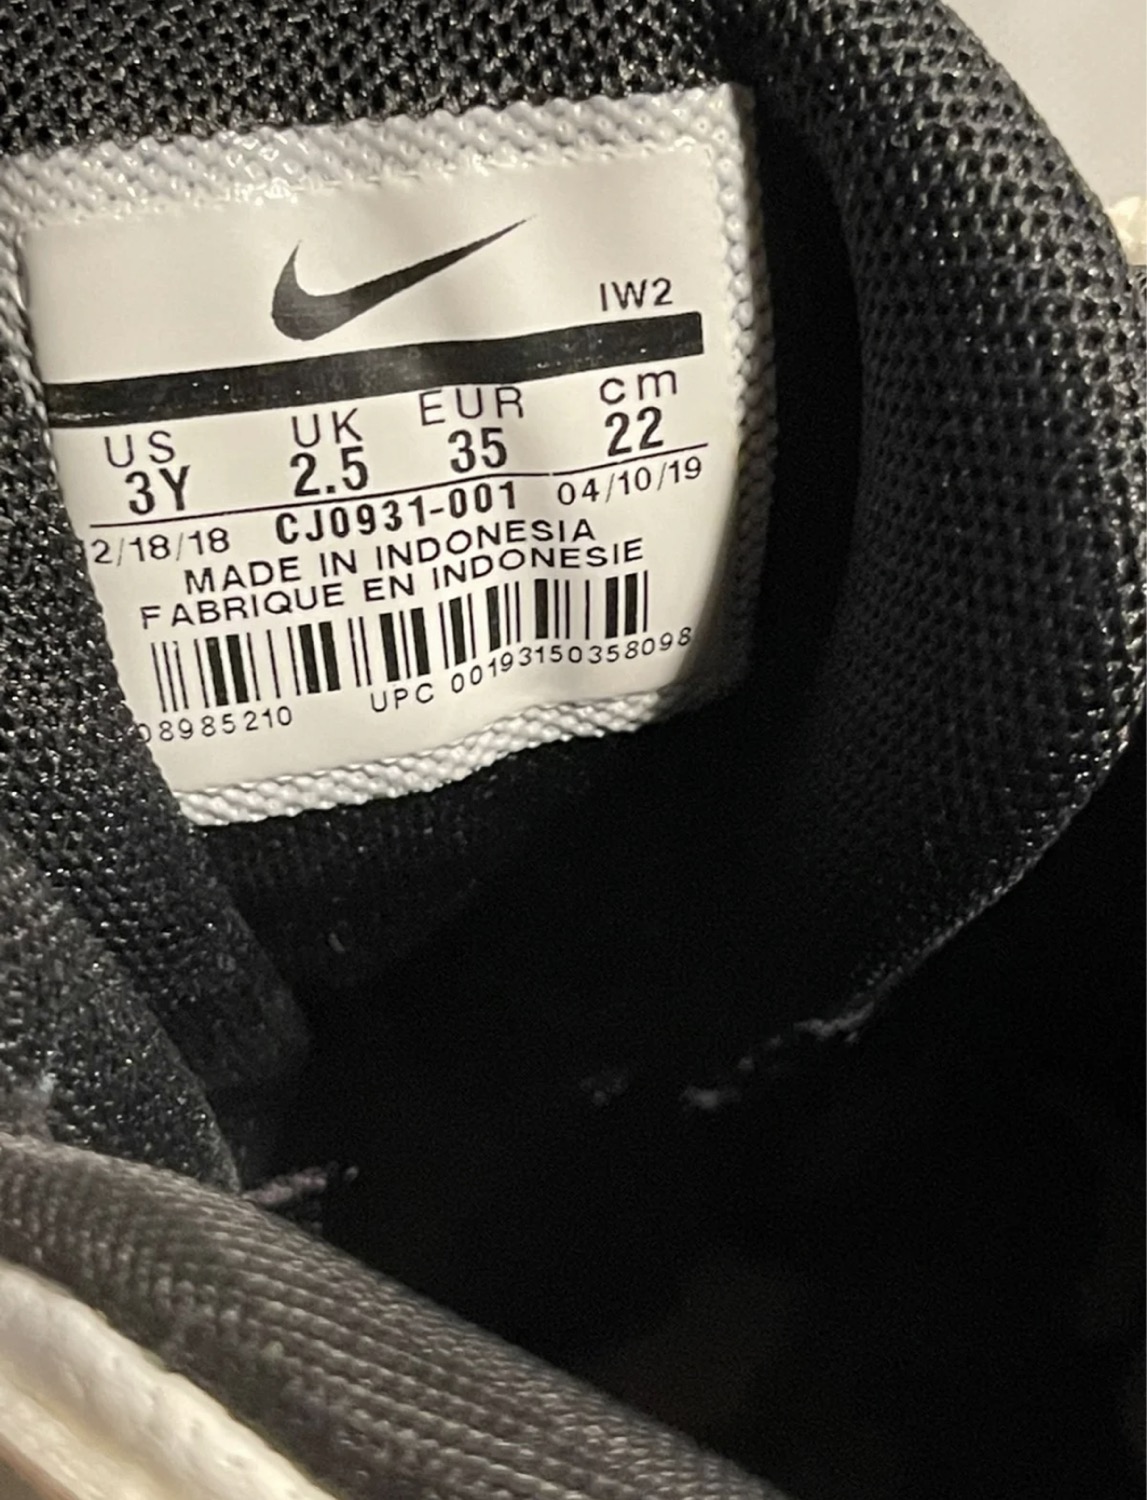 IW2
US UK EUR cm
3Y 2.5 35 22
2/18/18 CJ0931-001 04/10/19
MADE IN INDONESIA
FABRIQUE EN INDONESIE
08985210 UPC 00193150358098